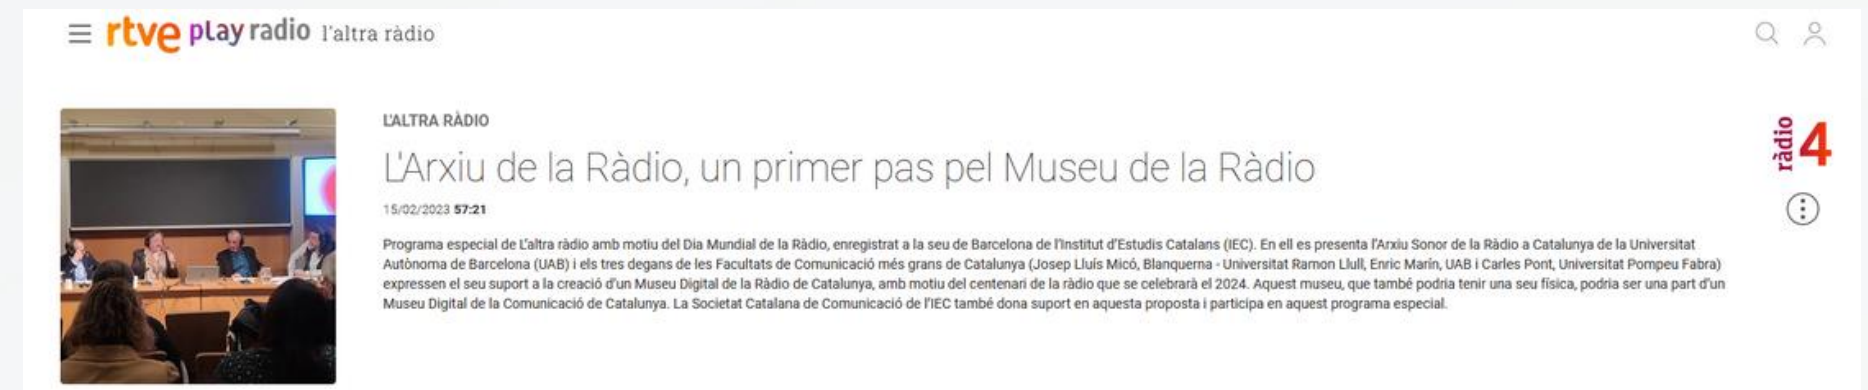 rtve play radio l'altra ràdio
L'ALTRA RÀDIO
L'Arxiu de la Ràdio, un primer pas pel Museu de la Ràdio
ràdio 4
15/02/2023 57:21
Programa especial de L'altra ràdio amb motiu del Dia Mundial de la Ràdio, enregistrat a la seu de Barcelona de l'Institut d'Estudis Catalans (IEC). En ell es presenta l'Arxiu Sonor de la Ràdio a Catalunya de la Universitat
Autònoma de Barcelona (UAB) i els tres degans de les Facultats de Comunicació més grans de Catalunya (Josep Lluís Micó, Blanquerna - Universitat Ramon Llull, Enric Marín, UAB i Carles Pont, Universitat Pompeu Fabra)
expressen el seu suport a la creació d'un Museu Digital de la Ràdio de Catalunya, amb motiu del centenari de la ràdio que se celebrarà el 2024. Aquest museu, que també podria tenir una seu física, podria ser una part d'un
Museu Digital de la Comunicació de Catalunya. La Societat Catalana de Comunicació de l'IEC també dona suport en aquesta proposta i participa en aquest programa especial.